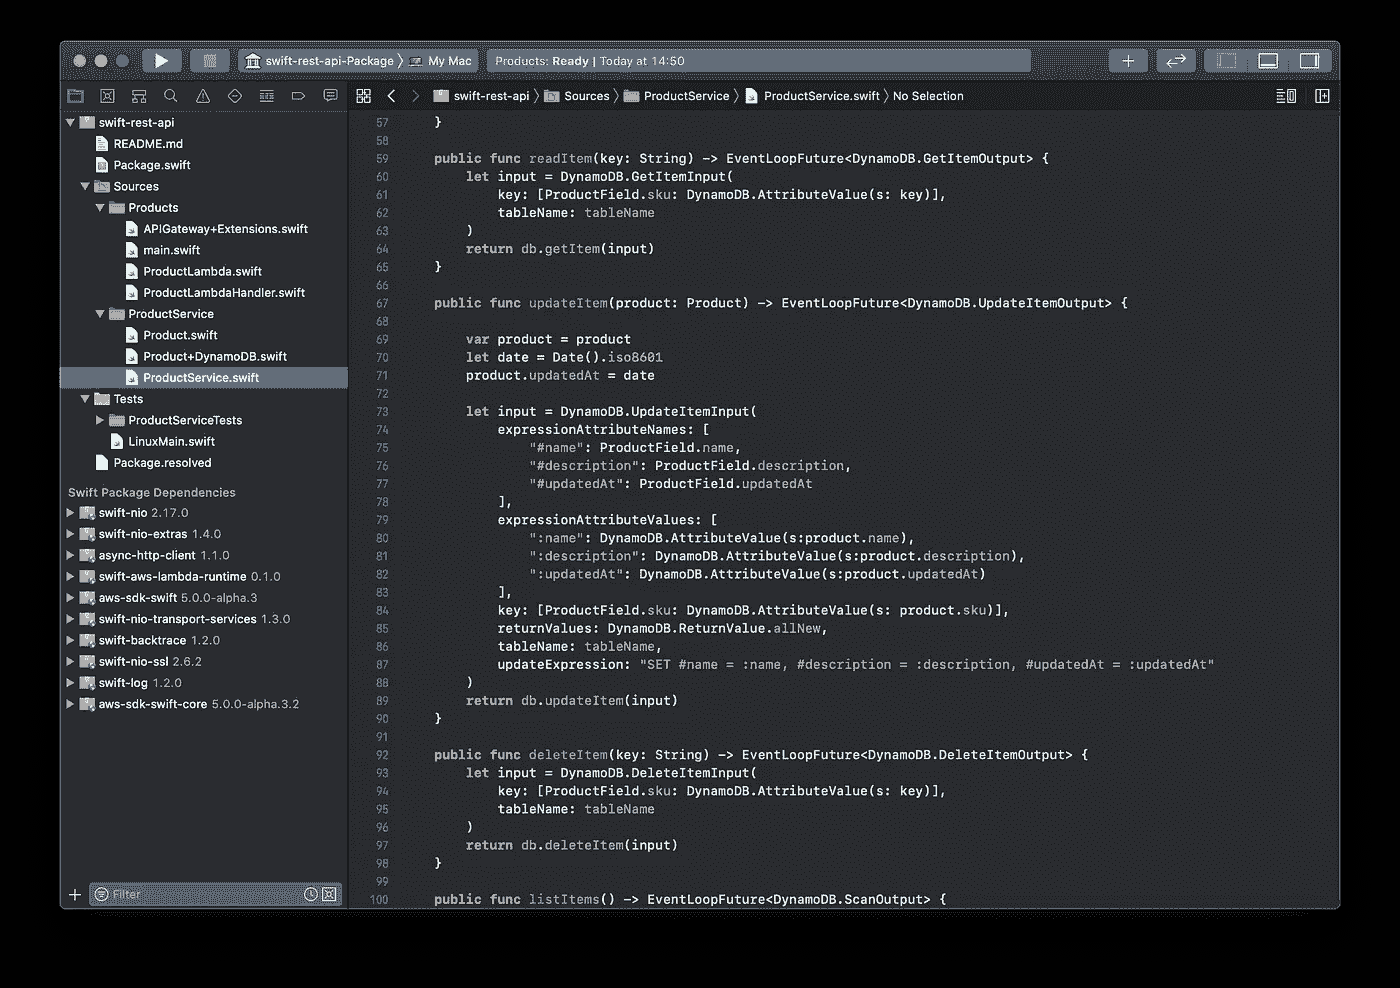 swift-rest-api-Package 〉 My Mac
Products: Ready | Today at 14:50
swift-rest-api 〉 Sources 〉 ProductService 〉 ProductService.swift 〉 No Selection
swift-rest-api
README.md
Package.swift
Sources
Products
APIGateway+Extensions.swift
main.swift
ProductLambda.swift
ProductLambdaHandler.swift
ProductService
Product.swift
Product+DynamoDB.swift
ProductService.swift
Tests
ProductServiceTests
LinuxMain.swift
Package.resolved
Swift Package Dependencies
swift-nio 2.17.0
swift-nio-extras 1.4.0
async-http-client 1.1.0
swift-aws-lambda-runtime 0.1.0
aws-sdk-swift 5.0.0-alpha.3
swift-nio-transport-services 1.3.0
swift-backtrace 1.2.0
swift-nio-ssl 2.6.2
swift-log 1.2.0
aws-sdk-swift-core 5.0.0-alpha.3.2
Filter
57 }
58
59 public func readItem(key: String) -> EventLoopFuture<DynamoDB.GetItemOutput> {
60 let input = DynamoDB.GetItemInput(
61 key: [ProductField.sku: DynamoDB.AttributeValue(s: key)],
62 tableName: tableName
63 )
64 return db.getItem(input)
65 }
66
67 public func updateItem(product: Product) -> EventLoopFuture<DynamoDB.UpdateItemOutput> {
68
69 var product = product
70 let date = Date().iso8601
71 product.updatedAt = date
72
73 let input = DynamoDB.UpdateItemInput(
74 expressionAttributeNames: [
75 "#name": ProductField.name,
76 "#description": ProductField.description,
77 "#updatedAt": ProductField.updatedAt
78 ],
79 expressionAttributeValues: [
80 ":name": DynamoDB.AttributeValue(s:product.name),
81 ":description": DynamoDB.AttributeValue(s:product.description),
82 ":updatedAt": DynamoDB.AttributeValue(s:product.updatedAt)
83 ],
84 key: [ProductField.sku: DynamoDB.AttributeValue(s: product.sku)],
85 returnValues: DynamoDB.ReturnValue.allNew,
86 tableName: tableName,
87 updateExpression: "SET #name = :name, #description = :description, #updatedAt = :updatedAt"
88 )
89 return db.updateItem(input)
90 }
91
92 public func deleteItem(key: String) -> EventLoopFuture<DynamoDB.DeleteItemOutput> {
93 let input = DynamoDB.DeleteItemInput(
94 key: [ProductField.sku: DynamoDB.AttributeValue(s: key)],
95 tableName: tableName
96 )
97 return db.deleteItem(input)
98 }
99
100 public func listItems() -> EventLoopFuture<DynamoDB.ScanOutput> {